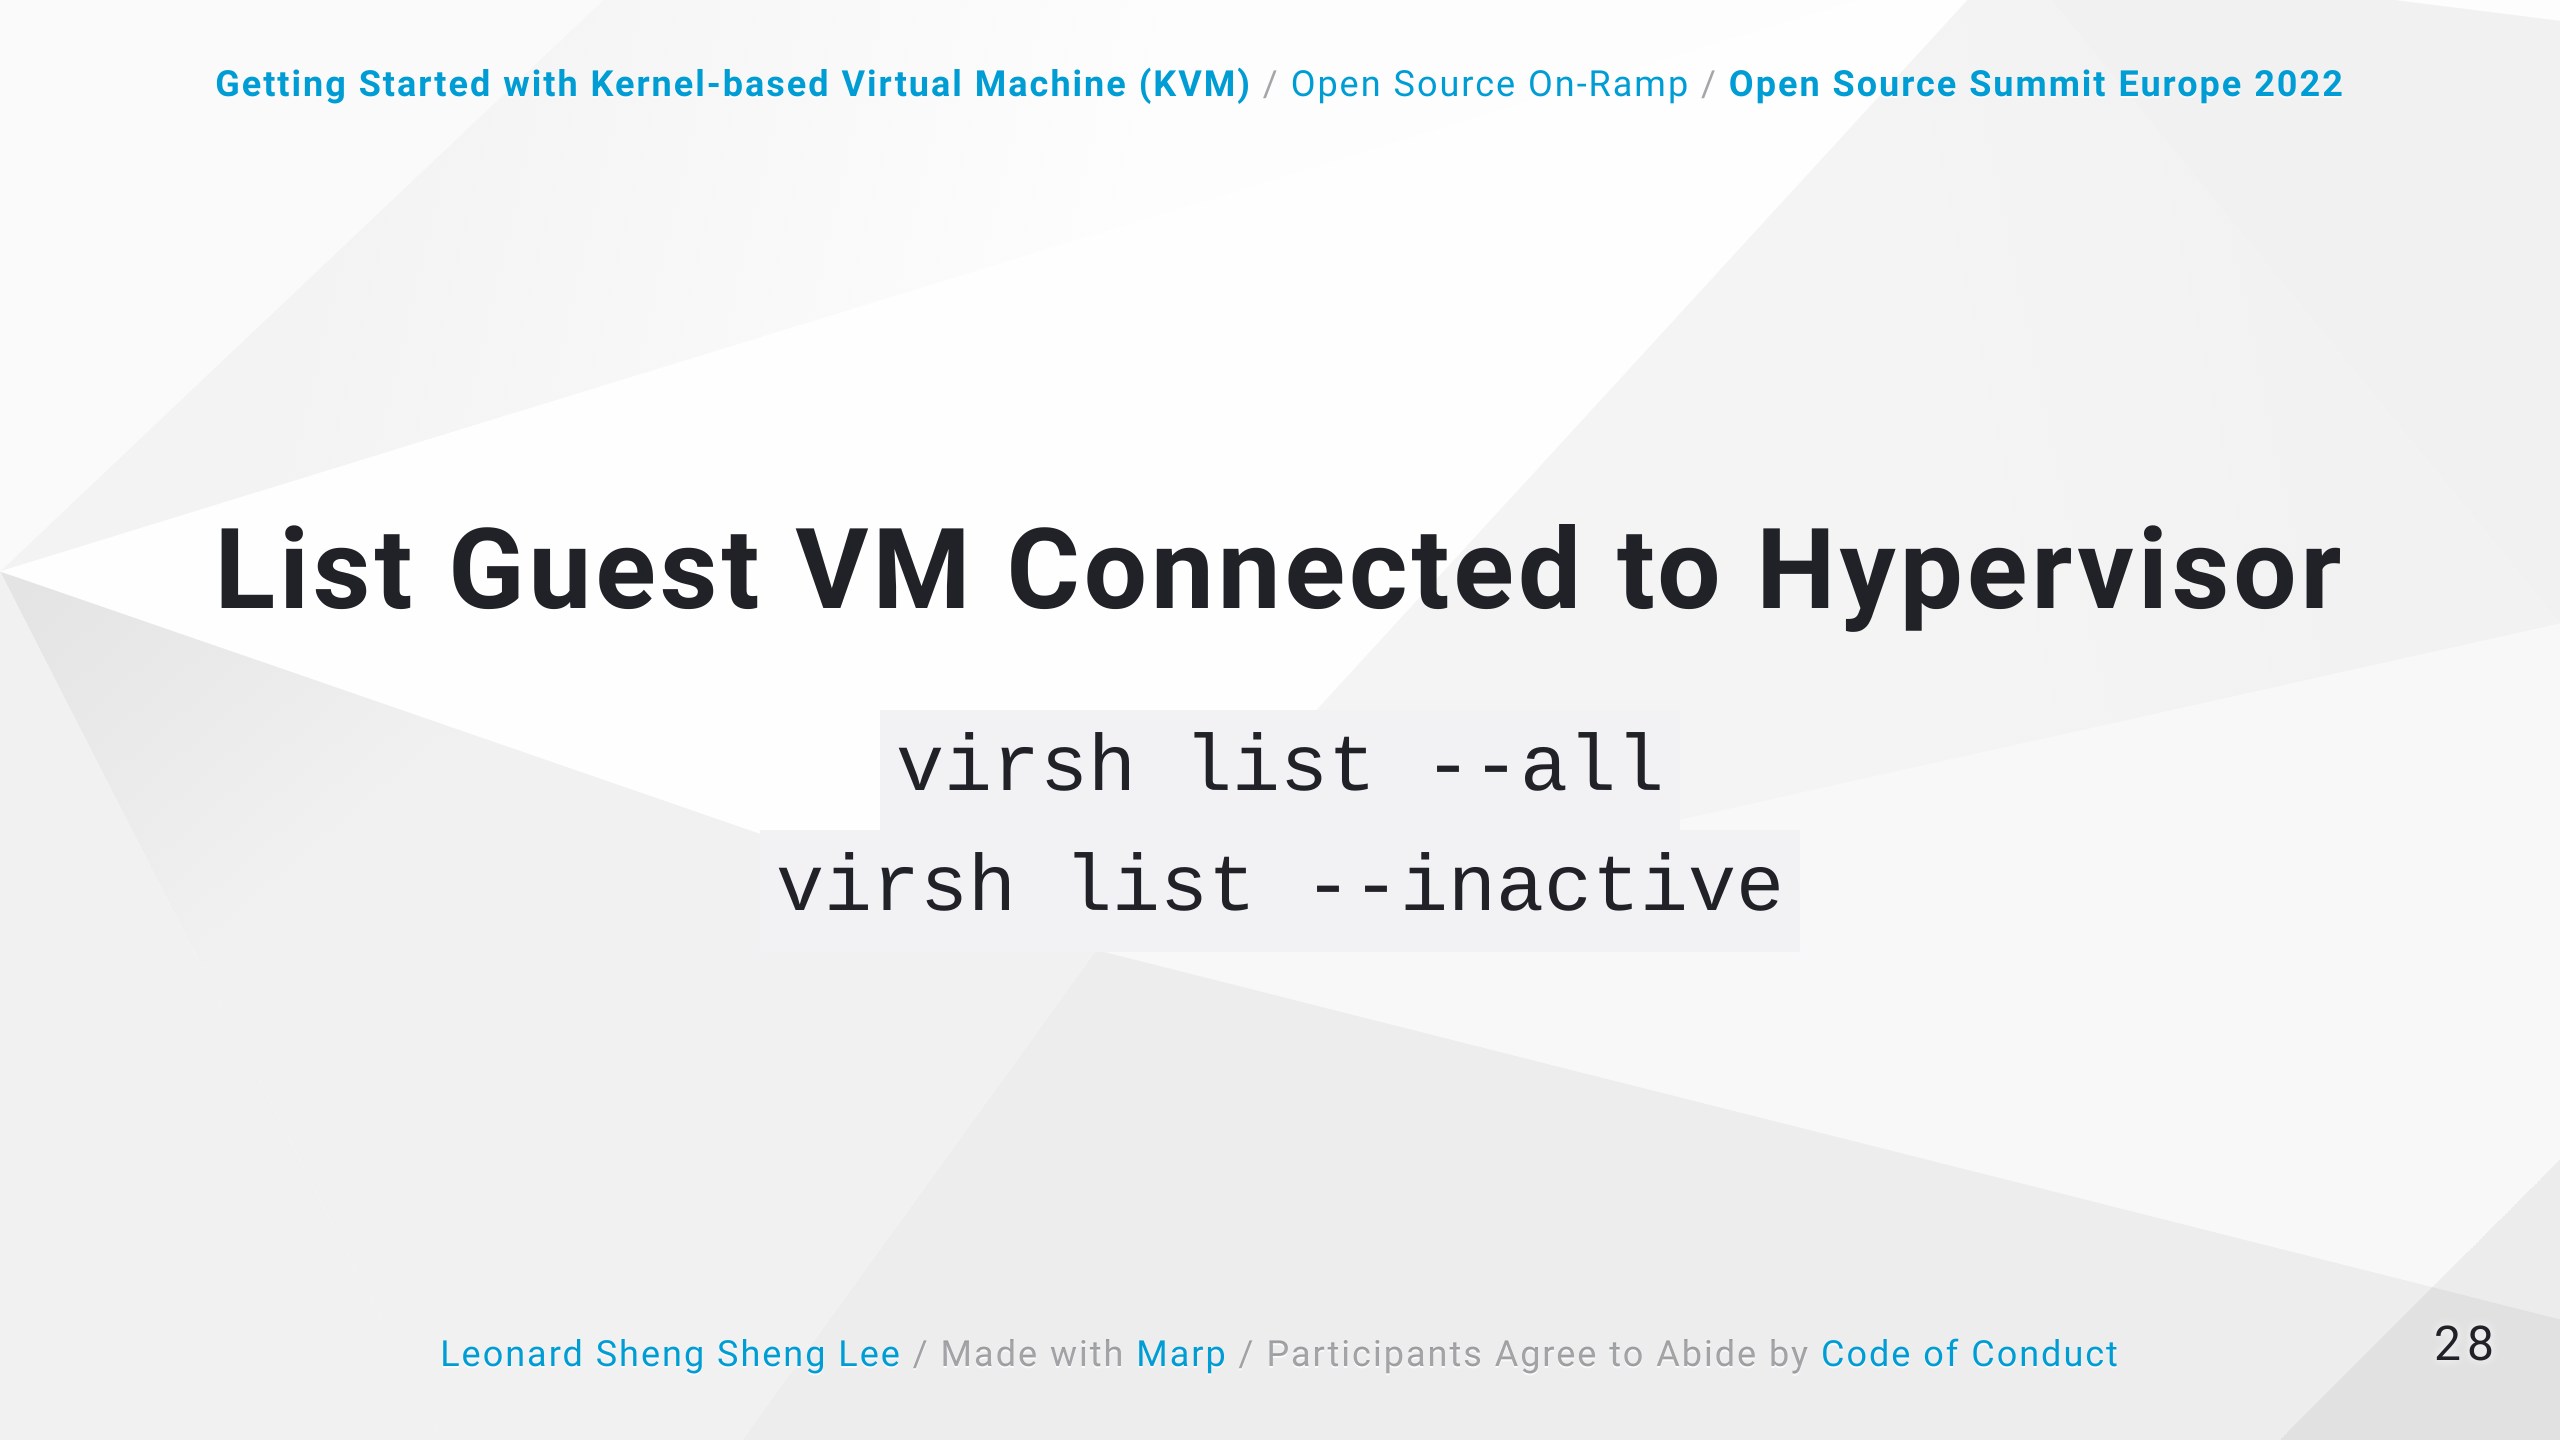 Getting Started with Kernel-based Virtual Machine (KVM) / Open Source On-Ramp / Open Source Summit Europe 2022
List Guest VM Connected to Hypervisor
virsh list --all
virsh list --inactive
Leonard Sheng Sheng Lee / Made with Marp / Participants Agree to Abide by Code of Conduct
28